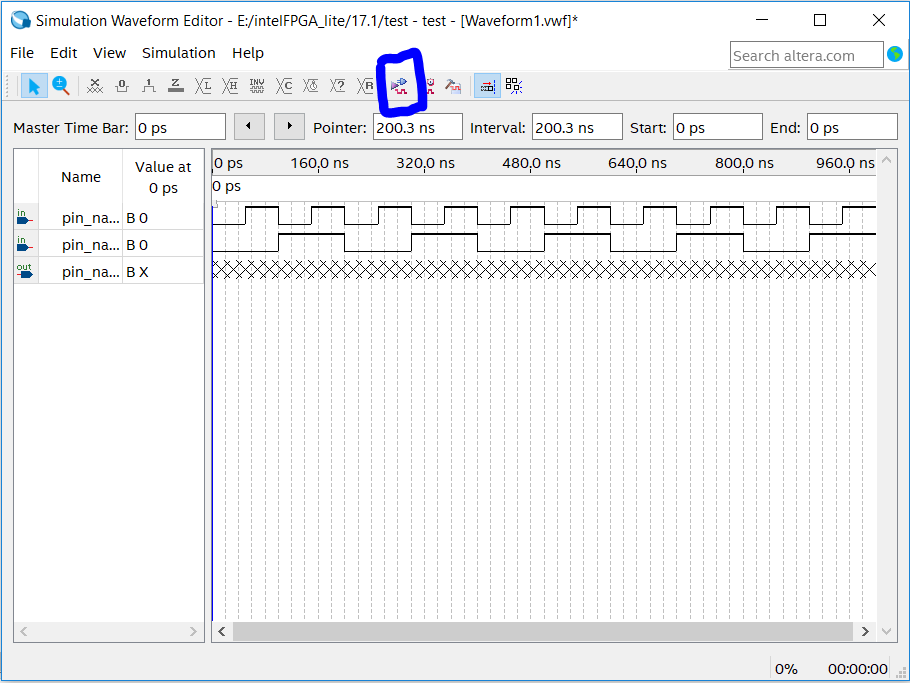 Simulation Waveform Editor - E:/intelFPGA_lite/17.1/test - test - [Waveform1.vwf]*
File Edit View Simulation Help
Search altera.com
0 1 Z L H INV C ? R
Master Time Bar: 0 ps Pointer: 200.3 ns Interval: 200.3 ns Start: 0 ps End: 0 ps
Name Value at 0 ps
0 ps 160.0 ns 320.0 ns 480.0 ns 640.0 ns 800.0 ns 960.0 ns
0 ps
in pin_na... B 0
in pin_na... B 0
out pin_na... B X
0% 00:00:00